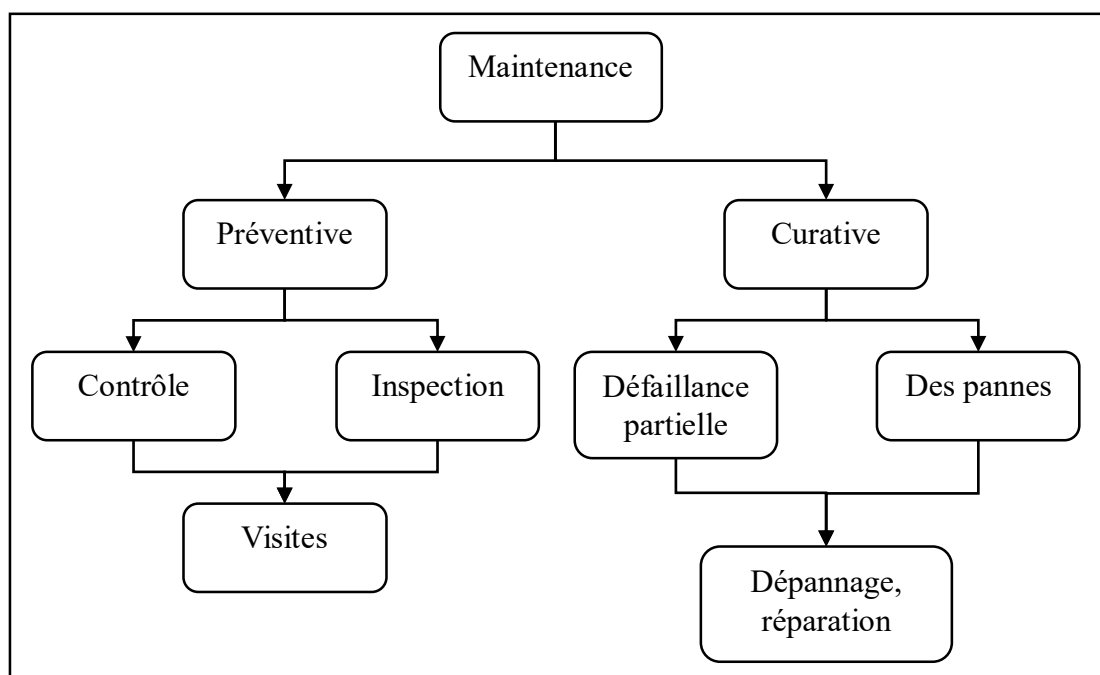 Maintenance
Préventive
Curative
Contrôle
Inspection
Défaillance
partielle
Des pannes
Visites
Dépannage,
réparation